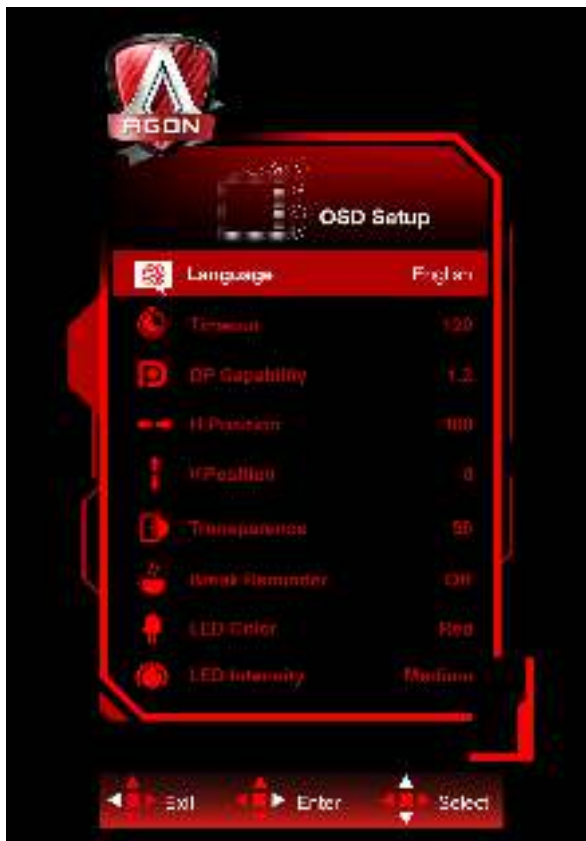 AGON
OSD Setup
Language English
Timeout 120
DP Capability 1.2
H.Position 100
V.Position 0
Transparence 50
Break Reminder Off
LED Color Red
LED Intensity Medium
Exit Enter Select